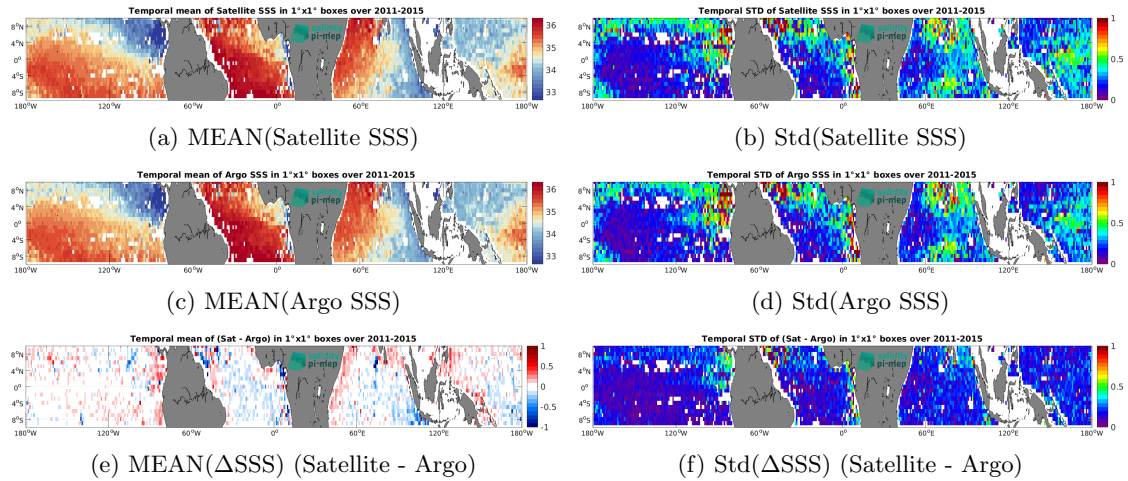 Temporal mean of Satellite SSS in 1°x1° boxes over 2011-2015
8°N
4°N
0°
4°S
8°S
180°W
120°W
60°W
0°
60°E
120°E
180°W
36
35
34
33
salinity
pi-mep
(a) MEAN(Satellite SSS)
Temporal STD of Satellite SSS in 1°x1° boxes over 2011-2015
8°N
4°N
0°
4°S
8°S
180°W
120°W
60°W
0°
60°E
120°E
180°W
1
0.5
0
salinity
pi-mep
(b) Std(Satellite SSS)
Temporal mean of Argo SSS in 1°x1° boxes over 2011-2015
8°N
4°N
0°
4°S
8°S
180°W
120°W
60°W
0°
60°E
120°E
180°W
36
35
34
33
salinity
pi-mep
(c) MEAN(Argo SSS)
Temporal STD of Argo SSS in 1°x1° boxes over 2011-2015
8°N
4°N
0°
4°S
8°S
180°W
120°W
60°W
0°
60°E
120°E
180°W
1
0.5
0
salinity
pi-mep
(d) Std(Argo SSS)
Temporal mean of (Sat - Argo) in 1°x1° boxes over 2011-2015
8°N
4°N
0°
4°S
8°S
180°W
120°W
60°W
0°
60°E
120°E
180°W
1
0.5
0
-0.5
-1
salinity
pi-mep
(e) MEAN(ΔSSS) (Satellite - Argo)
Temporal STD of (Sat - Argo) in 1°x1° boxes over 2011-2015
8°N
4°N
0°
4°S
8°S
180°W
120°W
60°W
0°
60°E
120°E
180°W
1
0.5
0
salinity
pi-mep
(f) Std(ΔSSS) (Satellite - Argo)